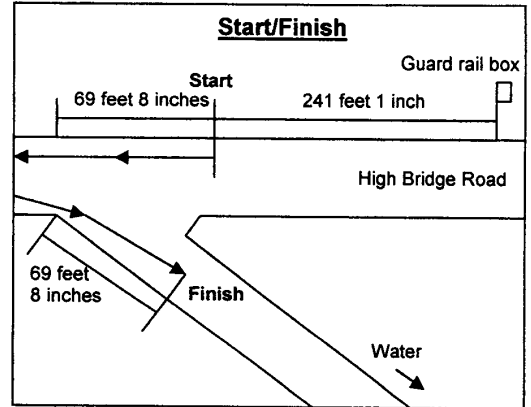 Start/Finish
Guard rail box
Start
69 feet 8 inches
241 feet 1 inch
High Bridge Road
69 feet
8 inches
Finish
Water